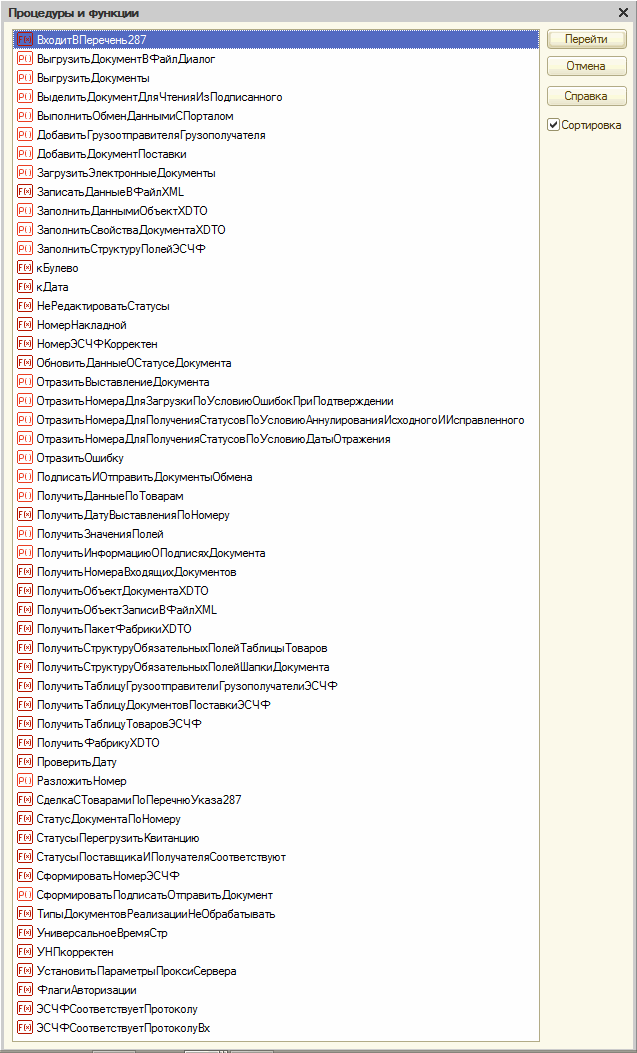 Процедуры и Функции
ВходитВПеречень287
ВыгрузитьДокументВФайлДиалог
ВыгрузитьДокументы
ВыделитьДокументДляЧтенияИзПодписанного
ВыполнитьОбменДаннымиСПорталом
ДобавитьГрузоотправителяГрузополучателя
ДобавитьДокументПоставки
ЗагрузитьЭлектронныеДокументы
ЗаписатьДанныеВФайлXML
ЗаполнитьДаннымиОбъектXDTO
ЗаполнитьСвойстваДокументаXDTO
ЗаполнитьСтруктуруПолейЭСЧФ
кБулево
кДата
НеРедактироватьСтатусы
НомерНакладной
НомерЭСЧФКорректен
ОбновитьДанныеОСтатусеДокумента
ОтразитьВыставлениеДокумента
ОтразитьНомераДляЗагрузкиПоУсловиюОшибокПриПодтверждении
ОтразитьНомераДляПолученияСтатусовПоУсловиюАннулированияИсходногоИИсправленного
ОтразитьНомераДляПолученияСтатусовПоУсловиюДатыОтражения
ОтразитьОшибку
ПодписатьИОтправитьДокументыОбмена
ПолучитьДанныеПоТоварам
ПолучитьДатуВыставленияПоНомеру
ПолучитьЗначенияПолей
ПолучитьИнформациюОПодписяхДокумента
ПолучитьНомераВходящихДокументов
ПолучитьОбъектДокументаXDTO
ПолучитьОбъектЗаписиВФайлXML
ПолучитьПакетФабрикиXDTO
ПолучитьСтруктуруОбязательныхПолейТаблицыТоваров
ПолучитьСтруктуруОбязательныхПолейШапкиДокумента
ПолучитьТаблицуГрузоотправителиГрузополучателиЭСЧФ
ПолучитьТаблицуДокументовПоставкиЭСЧФ
ПолучитьТаблицуТоваровЭСЧФ
ПолучитьФабрикуXDTO
ПроверитьДату
РазложитьНомер
СделкаСТоварамиПоПеречнюУказа287
СтатусДокументаПоНомеру
СтатусыПерегрузитьКвитанцию
СтатусыПоставщикаИПолучателяСоответствуют
СформироватьНомерЭСЧФ
СформироватьПодписатьОтправитьДокумент
ТипыДокументовРеализацииНеОбрабатывать
УниверсальноеВремяСтр
УНПкорректен
УстановитьПараметрыПроксиСервера
ФлагиАвторизации
ЭСЧФСоответствуетПротоколу
ЭСЧФСоответствуетПротоколуВх
Перейти
Отмена
Справка
Сортировка